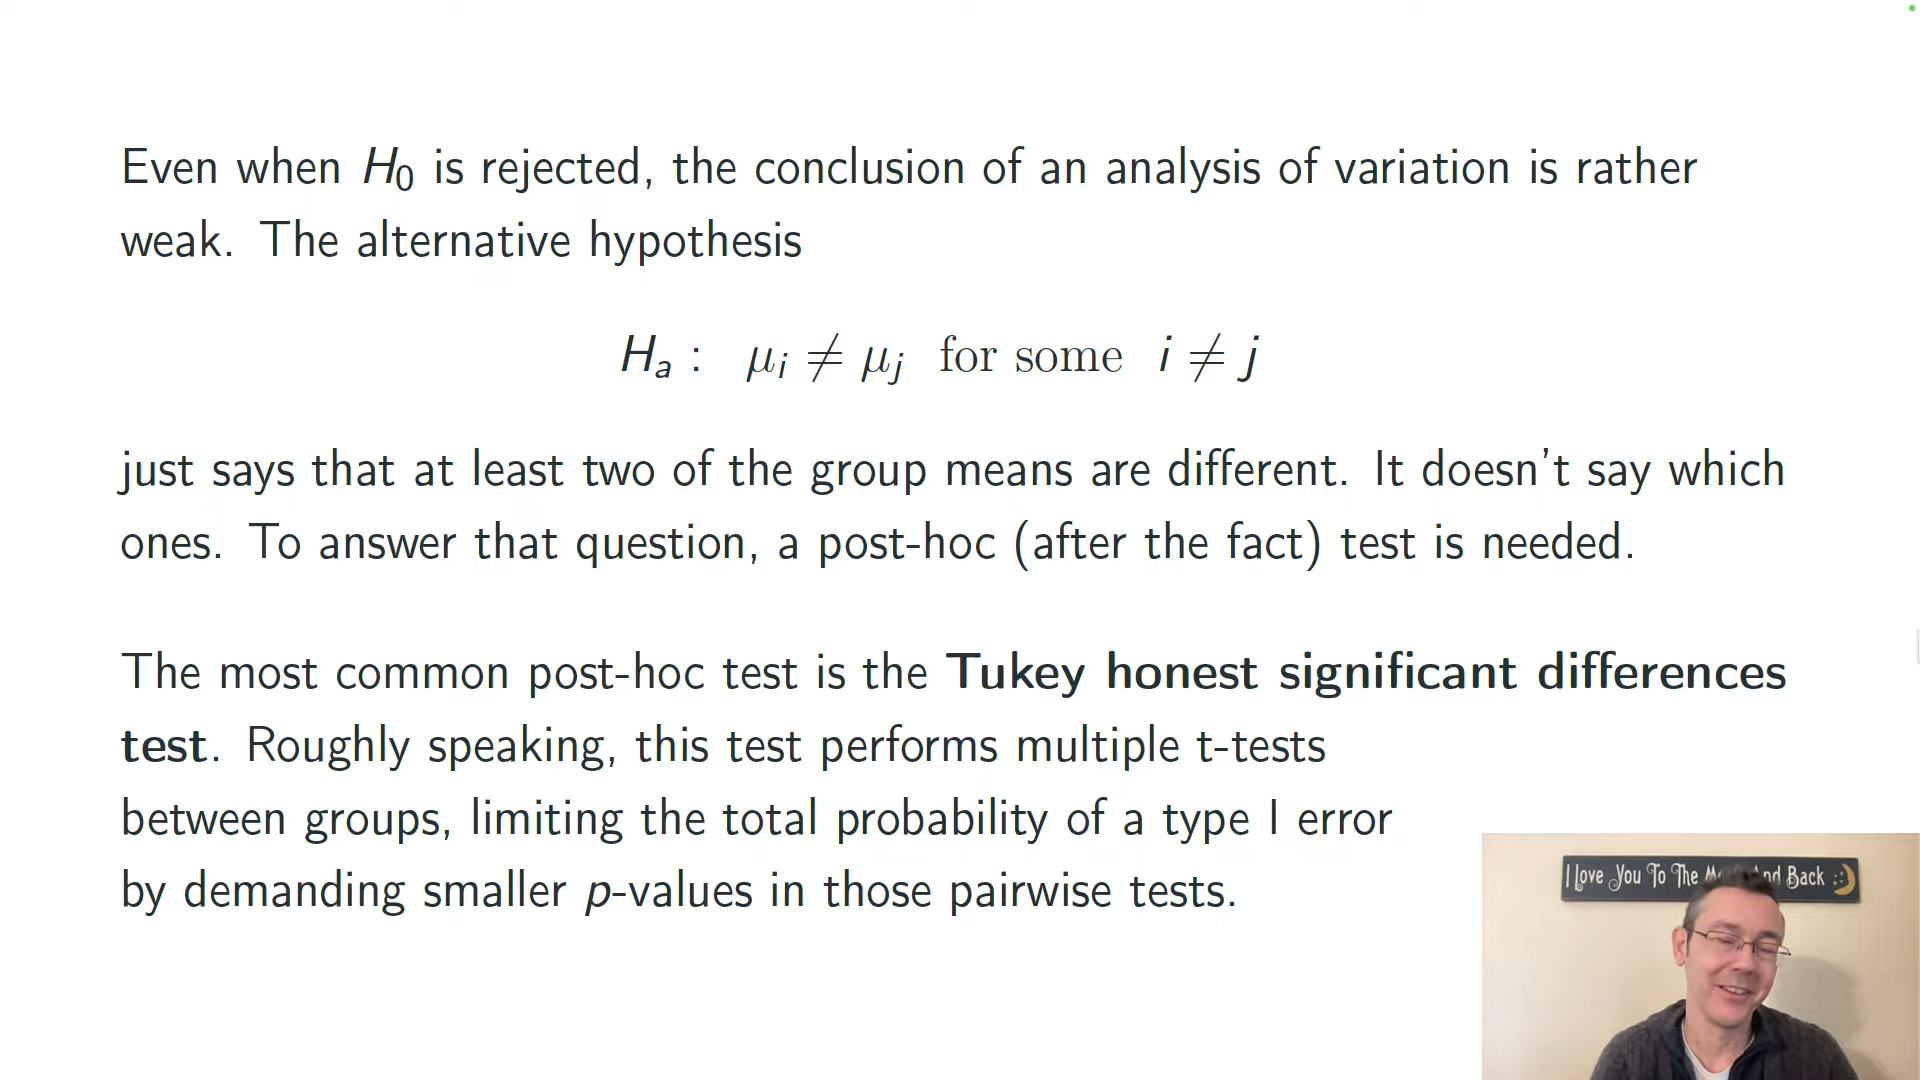 Even when H₀ is rejected, the conclusion of an analysis of variation is rather
weak. The alternative hypothesis
Hₐ : μᵢ ≠ μⱼ for some i ≠ j
just says that at least two of the group means are different. It doesn't say which
ones. To answer that question, a post-hoc (after the fact) test is needed.
The most common post-hoc test is the Tukey honest significant differences
test. Roughly speaking, this test performs multiple t-tests
between groups, limiting the total probability of a type I error
by demanding smaller p-values in those pairwise tests.
I Love You To The And Back